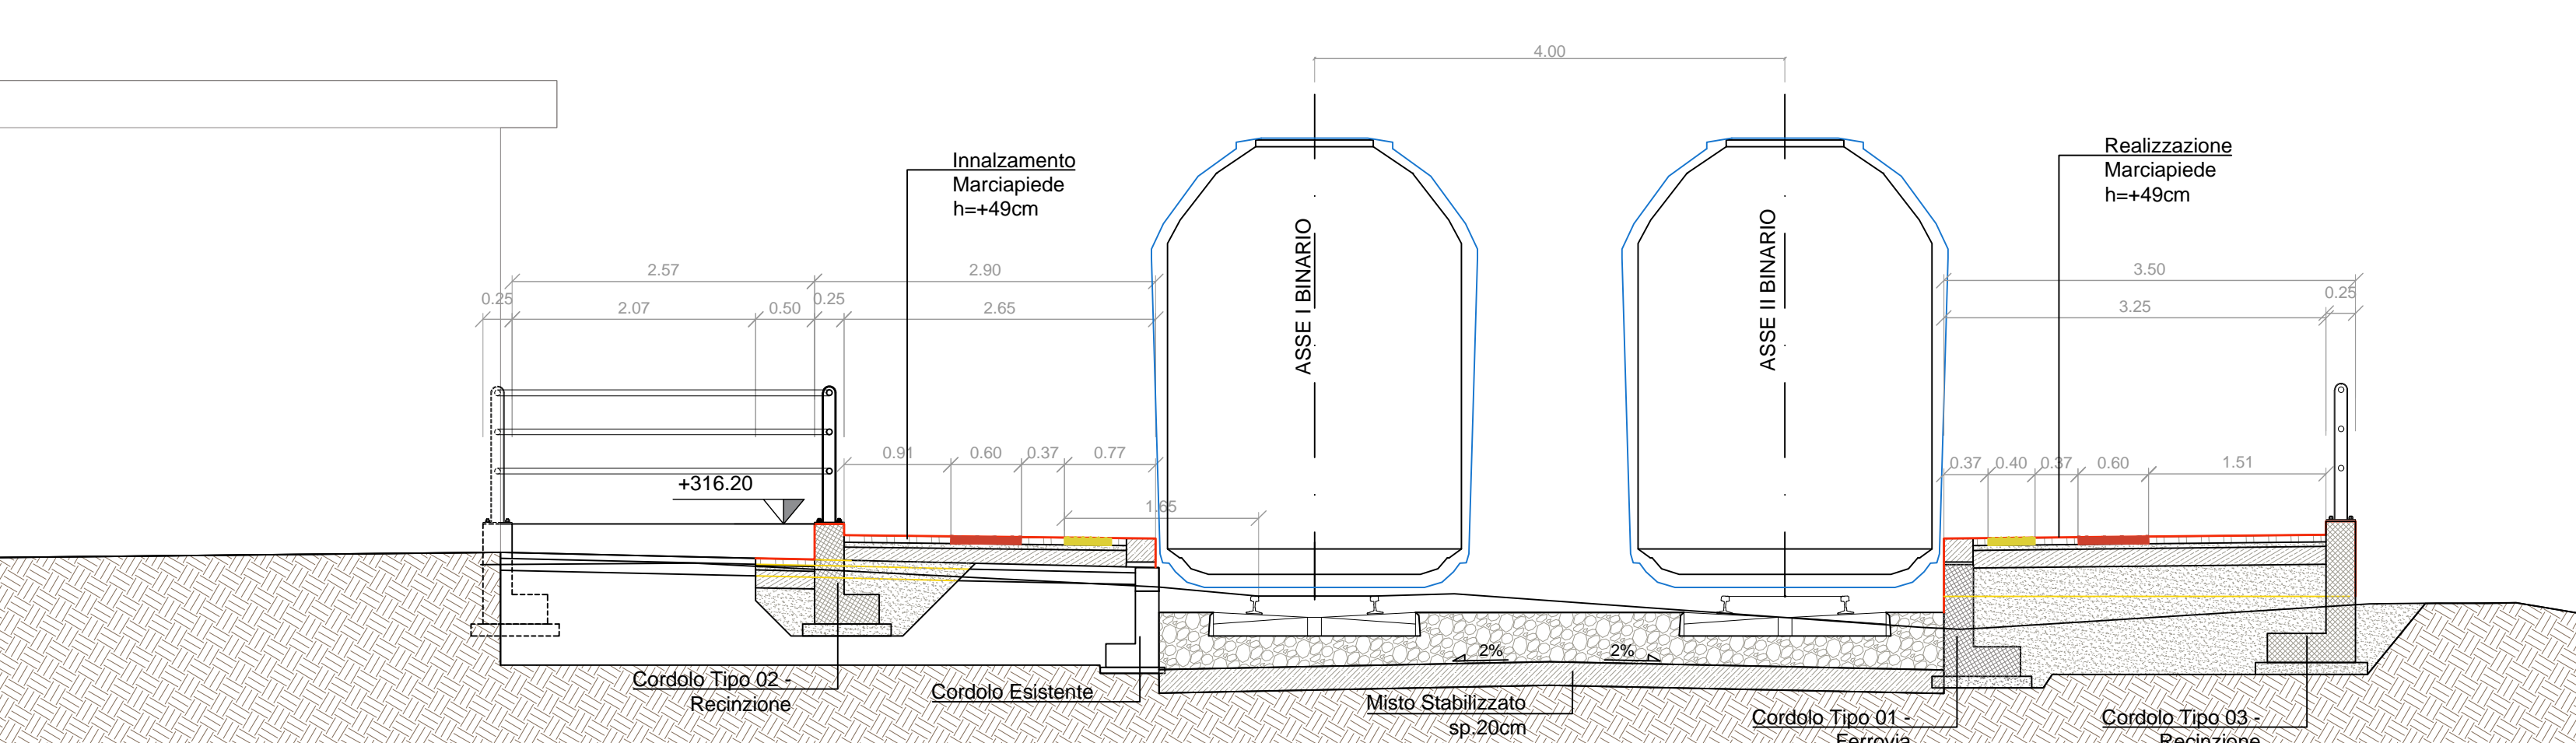 4.00
Innalzamento
Marciapiede
h=+49cm
Realizzazione
Marciapiede
h=+49cm
ASSE I BINARIO
ASSE II BINARIO
2.57
2.90
3.50
0.25
2.07
0.50
0.25
2.65
3.25
0.25
0.91
0.60
0.37
0.77
0.37
0.40
0.37
0.60
1.51
+316.20
1.65
2%
2%
Cordolo Tipo 02 -
Recinzione
Cordolo Esistente
Misto Stabilizzato
sp.20cm
Cordolo Tipo 01 -
Ferrovia
Cordolo Tipo 03 -
Recinzione